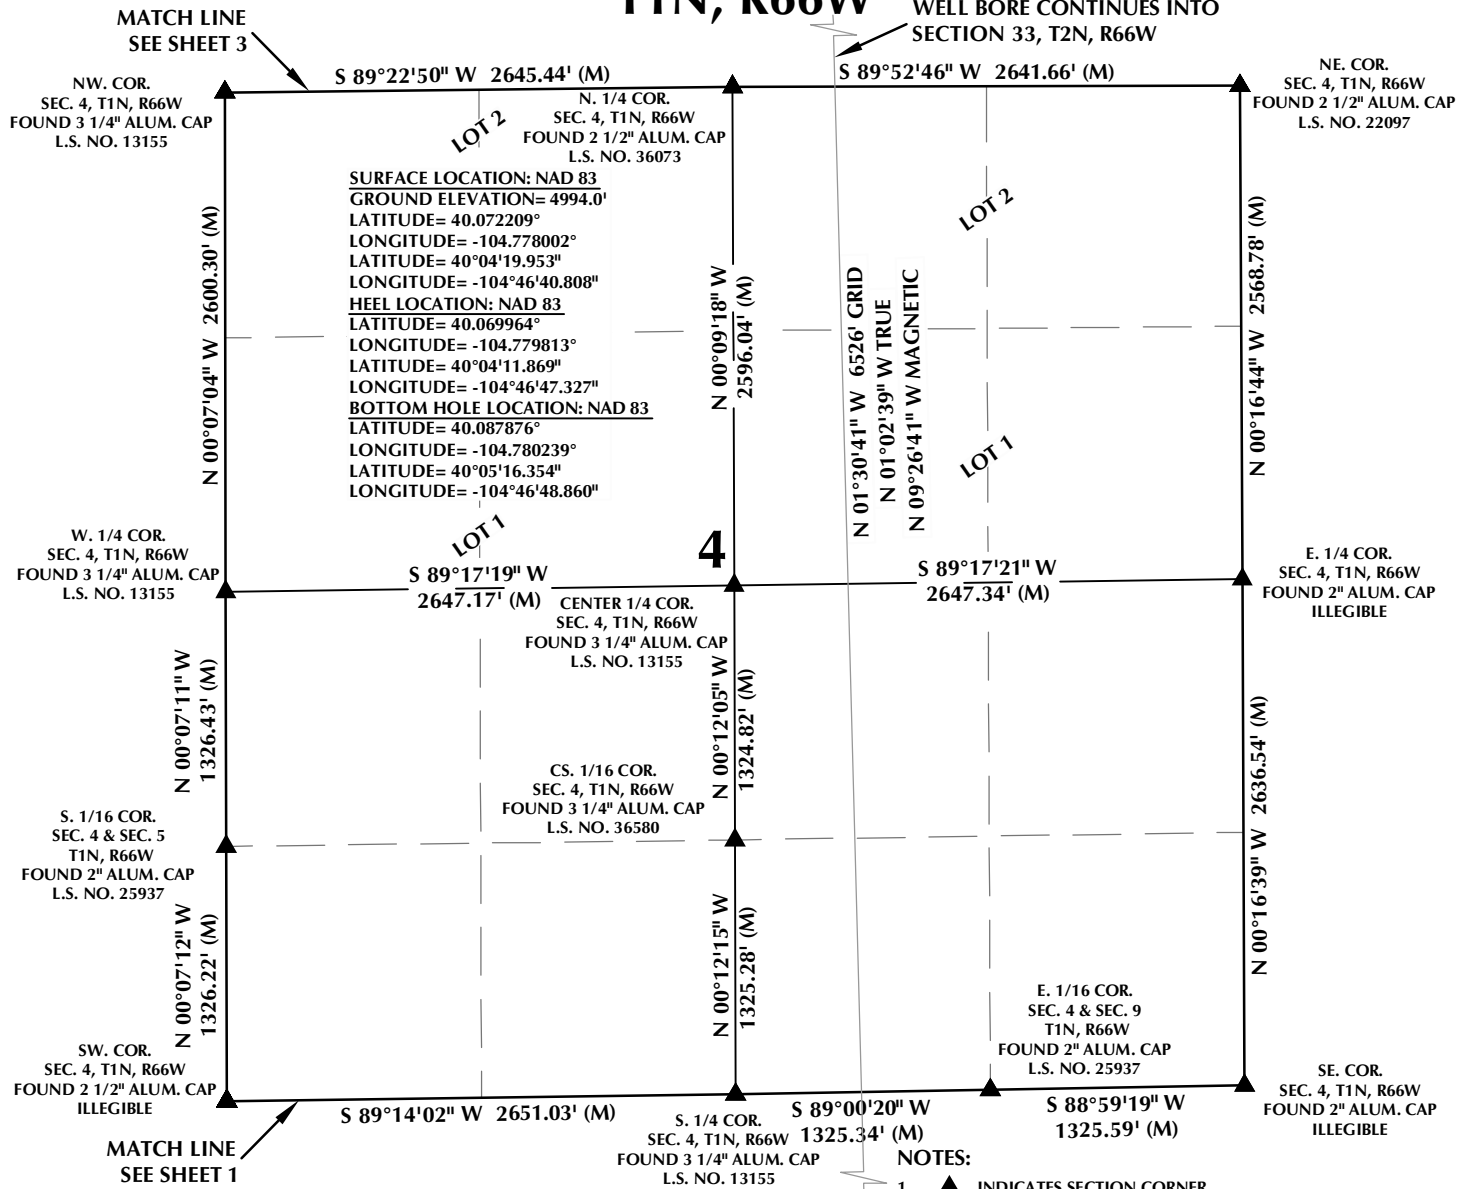 T1N, R66W
MATCH LINE
SEE SHEET 3
WELL BORE CONTINUES INTO
SECTION 33, T2N, R66W
S 89°22'50" W 2645.44' (M)
S 89°52'46" W 2641.66' (M)
NW. COR.
SEC. 4, T1N, R66W
FOUND 3 1/4" ALUM. CAP
L.S. NO. 13155
N. 1/4 COR.
SEC. 4, T1N, R66W
FOUND 2 1/2" ALUM. CAP
L.S. NO. 36073
NE. COR.
SEC. 4, T1N, R66W
FOUND 2 1/2" ALUM. CAP
L.S. NO. 22097
LOT 2
LOT 2
SURFACE LOCATION: NAD 83
GROUND ELEVATION= 4994.0'
LATITUDE= 40.072209°
LONGITUDE= -104.778002°
LATITUDE= 40°04'19.953"
LONGITUDE= -104°46'40.808"
HEEL LOCATION: NAD 83
LATITUDE= 40.069964°
LONGITUDE= -104.779813°
LATITUDE= 40°04'11.869"
LONGITUDE= -104°46'47.327"
BOTTOM HOLE LOCATION: NAD 83
LATITUDE= 40.087876°
LONGITUDE= -104.780239°
LATITUDE= 40°05'16.354"
LONGITUDE= -104°46'48.860"
N 00°07'04" W 2600.30' (M)
N 00°09'18" W
2596.04' (M)
N 01°30'41" W 6526' GRID
N 01°02'39" W TRUE
N 09°26'41" W MAGNETIC
N 00°16'44" W 2568.78' (M)
LOT 1
LOT 1
4
W. 1/4 COR.
SEC. 4, T1N, R66W
FOUND 3 1/4" ALUM. CAP
L.S. NO. 13155
S 89°17'19" W
2647.17' (M)
CENTER 1/4 COR.
SEC. 4, T1N, R66W
FOUND 3 1/4" ALUM. CAP
L.S. NO. 13155
S 89°17'21" W
2647.34' (M)
E. 1/4 COR.
SEC. 4, T1N, R66W
FOUND 2" ALUM. CAP
ILLEGIBLE
N 00°07'11" W
1326.43' (M)
N 00°12'05" W
1324.82' (M)
N 00°16'39" W 2636.54' (M)
CS. 1/16 COR.
SEC. 4, T1N, R66W
FOUND 3 1/4" ALUM. CAP
L.S. NO. 36580
S. 1/16 COR.
SEC. 4 & SEC. 5
T1N, R66W
FOUND 2" ALUM. CAP
L.S. NO. 25937
N 00°07'12" W
1326.22' (M)
N 00°12'15" W
1325.28' (M)
E. 1/16 COR.
SEC. 4 & SEC. 9
T1N, R66W
FOUND 2" ALUM. CAP
L.S. NO. 25937
SW. COR.
SEC. 4, T1N, R66W
FOUND 2 1/2" ALUM. CAP
ILLEGIBLE
SE. COR.
SEC. 4, T1N, R66W
FOUND 2" ALUM. CAP
ILLEGIBLE
S 89°14'02" W 2651.03' (M)
S. 1/4 COR.
SEC. 4, T1N, R66W
FOUND 3 1/4" ALUM. CAP
L.S. NO. 13155
S 89°00'20" W
1325.34' (M)
S 88°59'19" W
1325.59' (M)
MATCH LINE
SEE SHEET 1
NOTES:
1. INDICATES SECTION CORNER